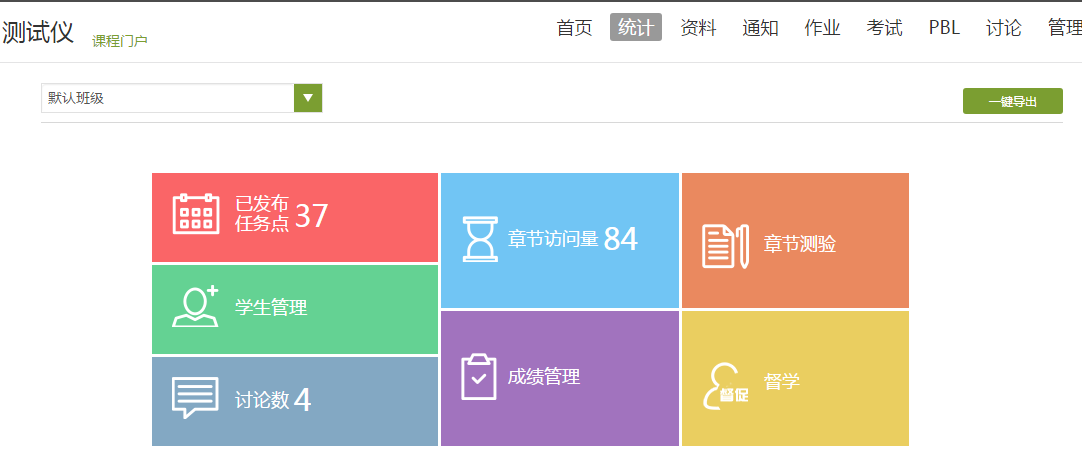 测试仪 课程门户 首页 统计 资料 通知 作业 考试 PBL 讨论 管理
默认班级 一键导出
已发布
任务点 37
章节访问量 84
章节测验
学生管理
成绩管理
督促 督学
讨论数 4